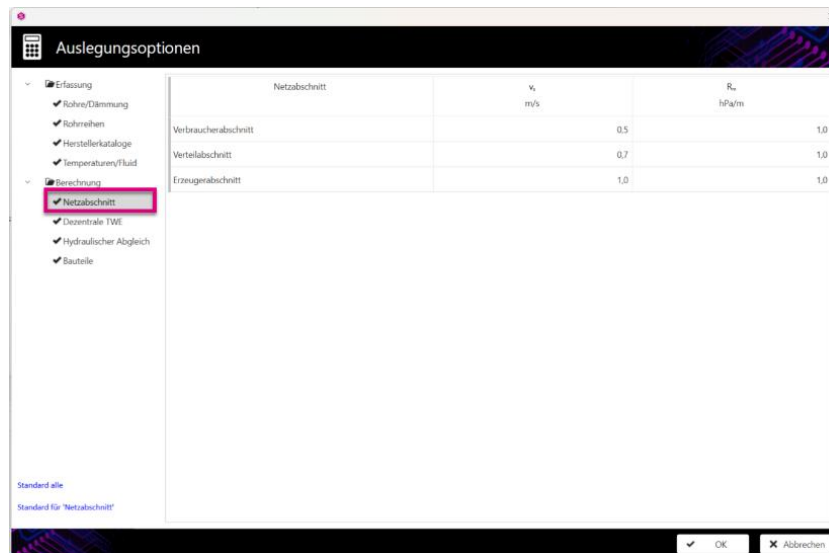 Auslegungsoptionen
Erfassung
Rohre/Dämmung
Rohrreihen
Herstellerkataloge
Temperaturen/Fluid
Berechnung
Netzabschnitt
Dezentrale TWE
Hydraulischer Abgleich
Bauteile
Netzabschnitt
m/s
hPa/m
Verbraucherabschnitt 0,5 1,0
Verteilabschnitt 0,7 1,0
Erzeugerabschnitt 1,0 1,0
Standard alle
Standard für 'Netzabschnitt'
OK Abbrechen